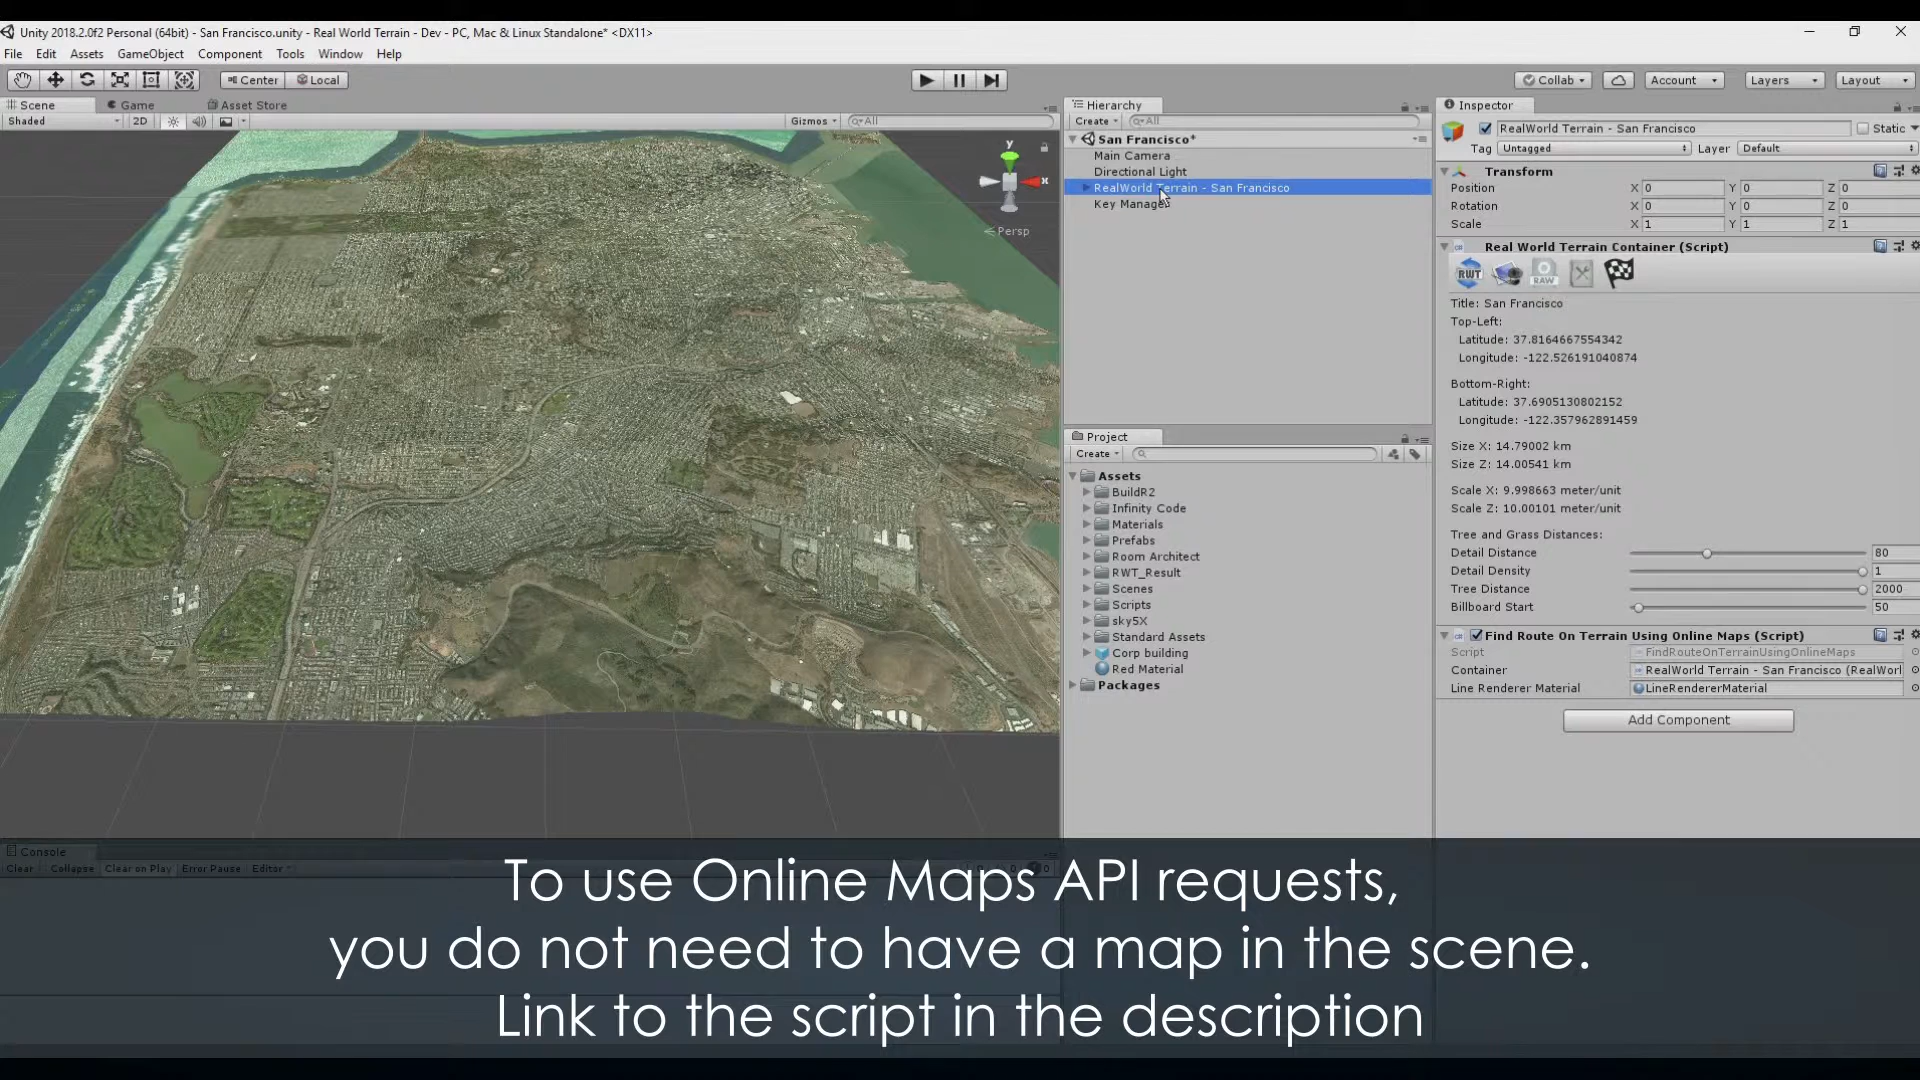 Unity 2018.2.0f2 Personal (64bit) - San Francisco.unity - Real World Terrain - Dev - PC, Mac & Linux Standalone* <DX11>
File Edit Assets GameObject Component Tools Window Help
Center Local
Collab Account Layers Layout
Scene Game Asset Store
Shaded 2D Gizmos All
y
x
Persp
Hierarchy
Create All
San Francisco*
Main Camera
Directional Light
RealWorld Terrain - San Francisco
Key Manager
Project
Create
Assets
BuildR2
Infinity Code
Materials
Prefabs
Room Architect
RWT_Result
Scenes
Scripts
sky5X
Standard Assets
Corp building
Red Material
Packages
Inspector
RealWorld Terrain - San Francisco Static
Tag Untagged Layer Default
Transform
Position X 0 Y 0 Z 0
Rotation X 0 Y 0 Z 0
Scale X 1 Y 1 Z 1
Real World Terrain Container (Script)
RWT RAW
Title: San Francisco
Top-Left:
Latitude: 37.8164667554342
Longitude: -122.526191040874
Bottom-Right:
Latitude: 37.6905130802152
Longitude: -122.357962891459
Size X: 14.79002 km
Size Z: 14.00541 km
Scale X: 9.998663 meter/unit
Scale Z: 10.00101 meter/unit
Tree and Grass Distances:
Detail Distance 80
Detail Density 1
Tree Distance 2000
Billboard Start 50
Find Route On Terrain Using Online Maps (Script)
Script FindRouteOnTerrainUsingOnlineMaps
Container RealWorld Terrain - San Francisco (RealWorl
Line Renderer Material LineRendererMaterial
Add Component
Console
Clear Collapse Clear on Play Error Pause Editor
To use Online Maps API requests,
you do not need to have a map in the scene.
Link to the script in the description